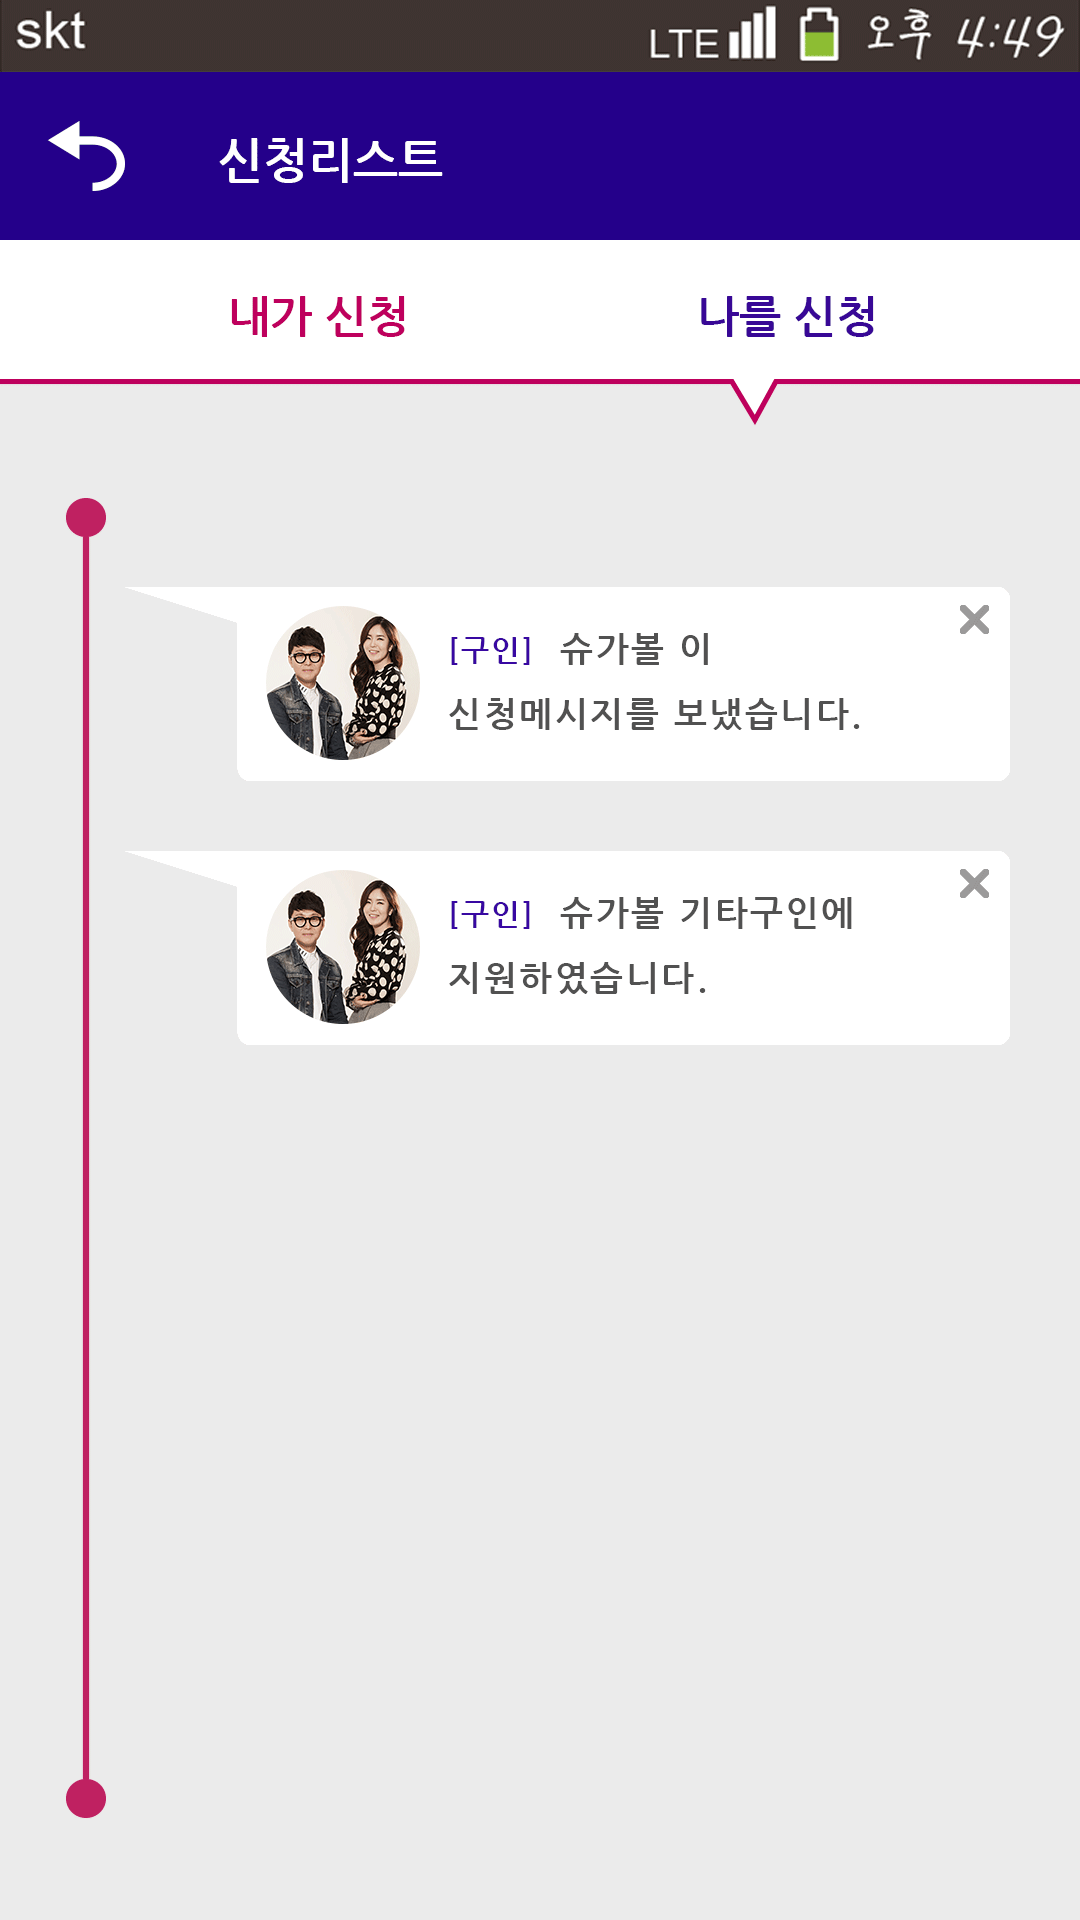 skt LTE 오후 4:49
신청리스트
내가 신청 나를 신청
[구인] 슈가볼 이
신청메시지를 보냈습니다.
[구인] 슈가볼 기타구인에
지원하였습니다.